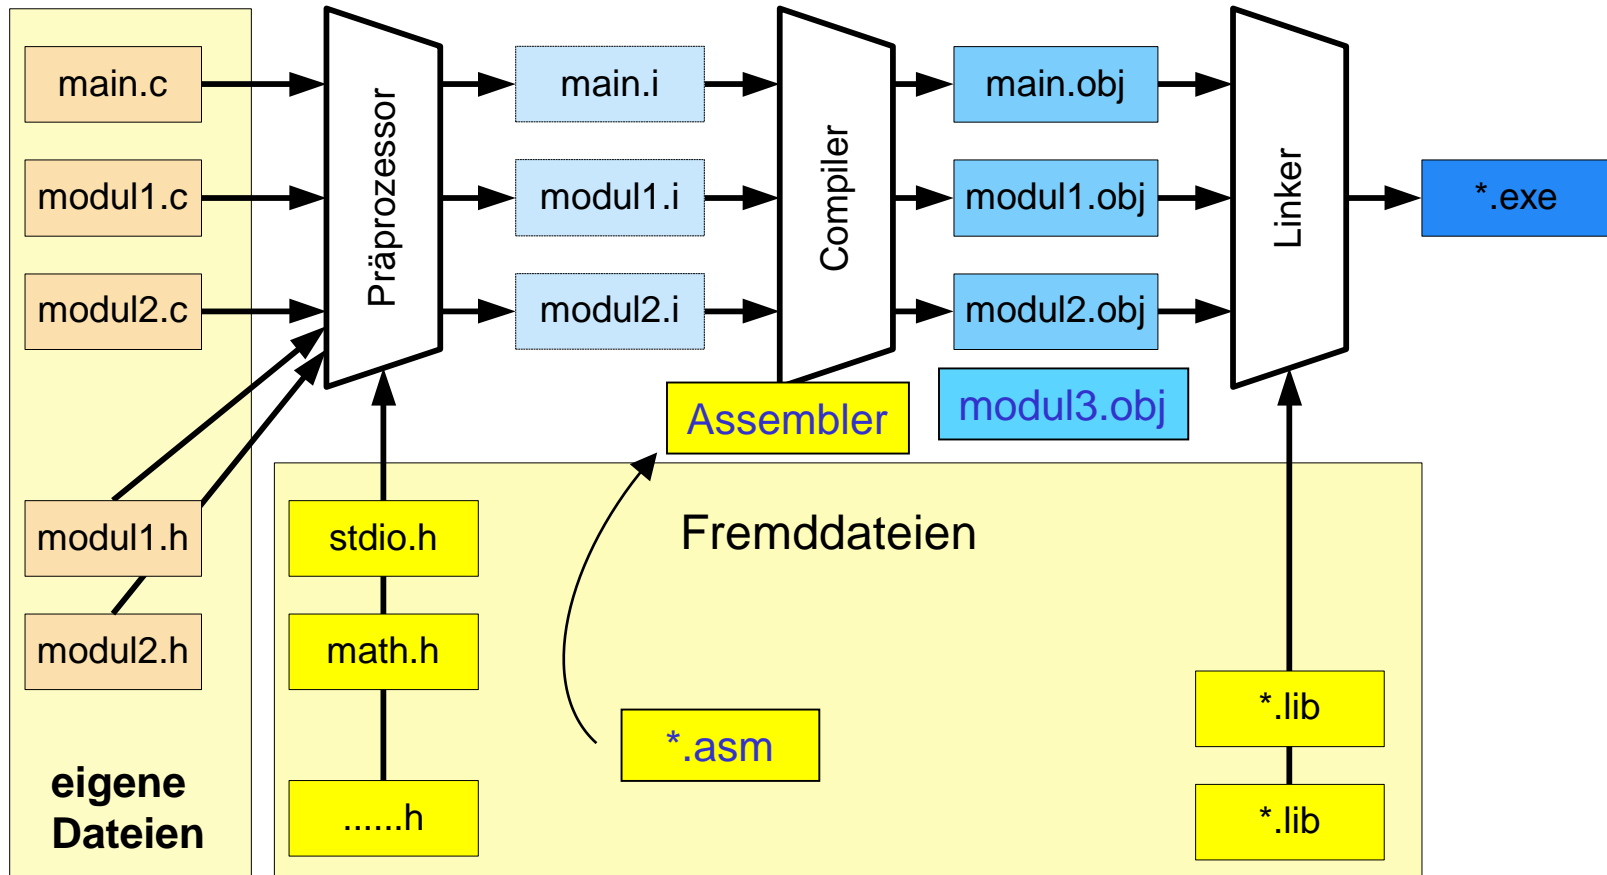 main.c
main.i
main.obj
modul1.c
modul1.i
modul1.obj
modul2.c
modul2.i
modul2.obj
Präprozessor
Compiler
Linker
*.exe
Assembler
modul3.obj
modul1.h
modul2.h
eigene
Dateien
stdio.h
math.h
......h
Fremddateien
*.asm
*.lib
*.lib